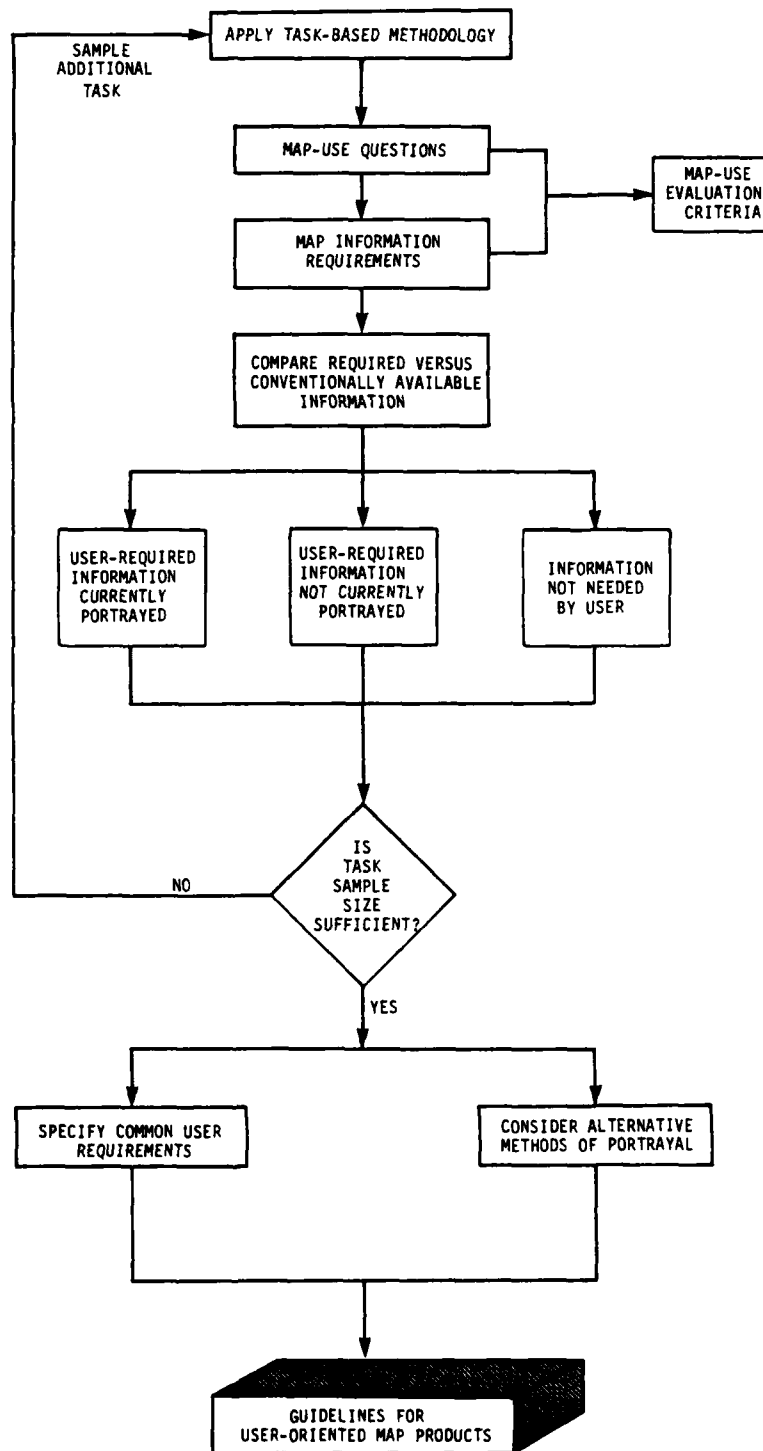 APPLY TASK-BASED METHODOLOGY
SAMPLE
ADDITIONAL
TASK
MAP-USE QUESTIONS
MAP-USE
EVALUATION
CRITERIA
MAP INFORMATION
REQUIREMENTS
COMPARE REQUIRED VERSUS
CONVENTIONALLY AVAILABLE
INFORMATION
USER-REQUIRED
INFORMATION
CURRENTLY
PORTRAYED
USER-REQUIRED
INFORMATION
NOT CURRENTLY
PORTRAYED
INFORMATION
NOT NEEDED
BY USER
IS
TASK
SAMPLE
SIZE
SUFFICIENT?
NO
YES
SPECIFY COMMON USER
REQUIREMENTS
CONSIDER ALTERNATIVE
METHODS OF PORTRAYAL
GUIDELINES FOR
USER-ORIENTED MAP PRODUCTS